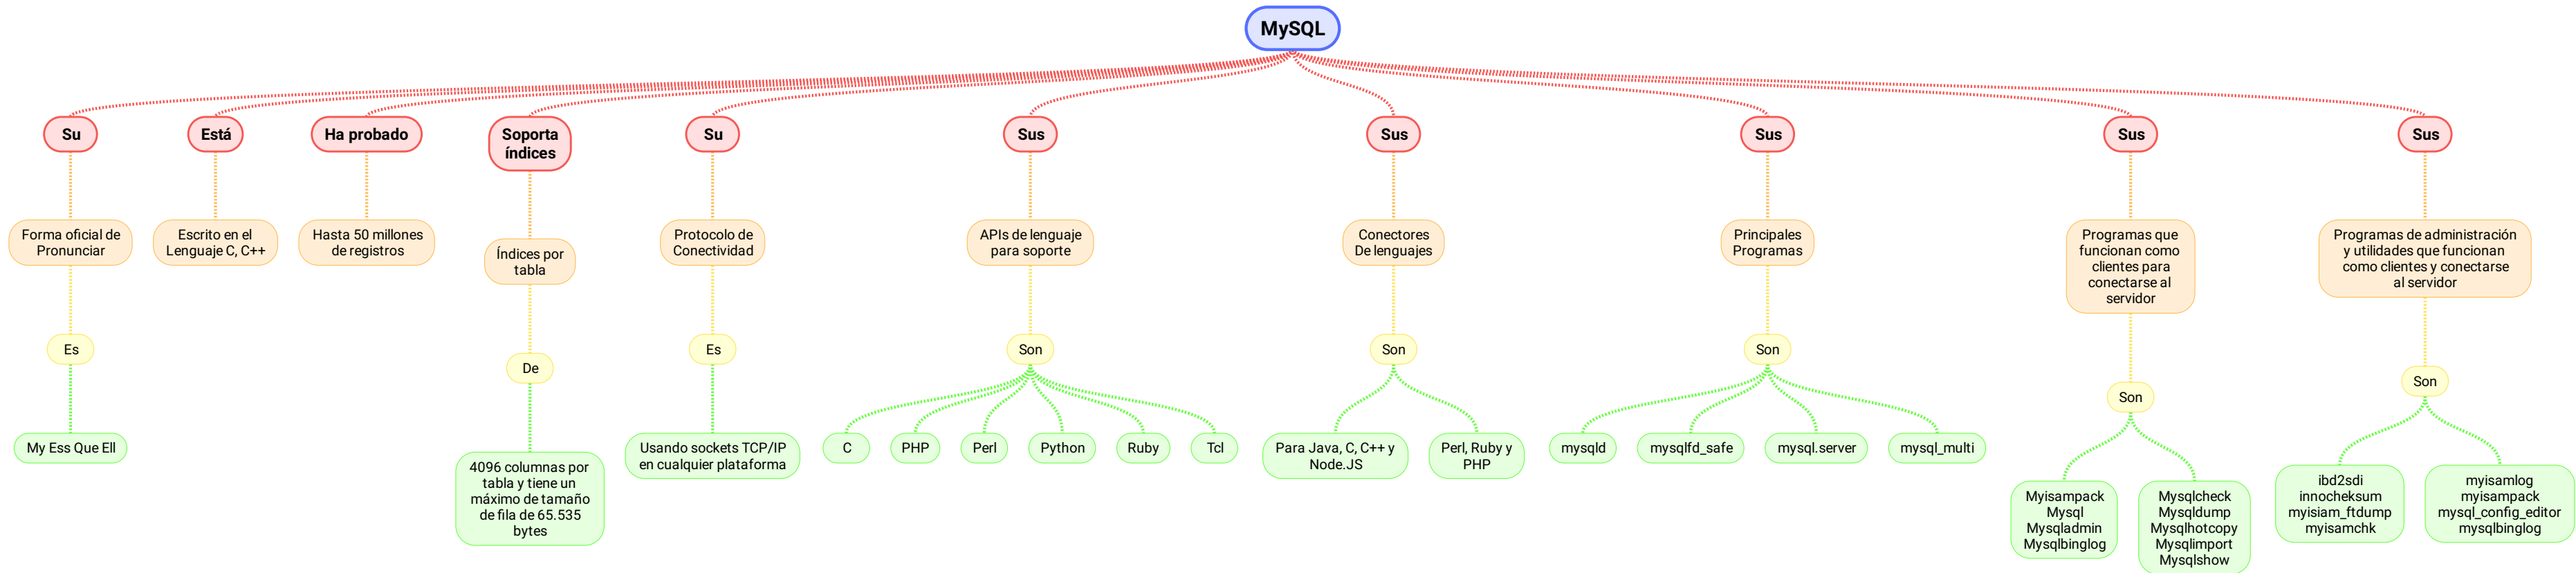 MySQL
Su
Está
Ha probado
Soporta
índices
Su
Sus
Sus
Sus
Sus
Sus
Forma oficial de
Pronunciar
Escrito en el
Lenguaje C, C++
Hasta 50 millones
de registros
Índices por
tabla
Protocolo de
Conectividad
APIs de lenguaje
para soporte
Conectores
De lenguajes
Principales
Programas
Programas que
funcionan como
clientes para
conectarse al
servidor
Programas de administración
y utilidades que funcionan
como clientes y conectarse
al servidor
Es
De
Es
Son
Son
Son
Son
Son
My Ess Que Ell
4096 columnas por
tabla y tiene un
máximo de tamaño
de fila de 65.535
bytes
Usando sockets TCP/IP
en cualquier plataforma
C
PHP
Perl
Python
Ruby
Tcl
Para Java, C, C++ y
Node.JS
Perl, Ruby y
PHP
mysqld
mysqlfd_safe
mysql.server
mysql_multi
Myisampack
Mysql
Mysqladmin
Mysqlbinglog
Mysqlcheck
Mysqldump
Mysqlhotcopy
Mysqlimport
Mysqlshow
ibd2sdi
innocheksum
myisiam_ftdump
myisamchk
myisamlog
myisampack
mysql_config_editor
mysqlbinglog